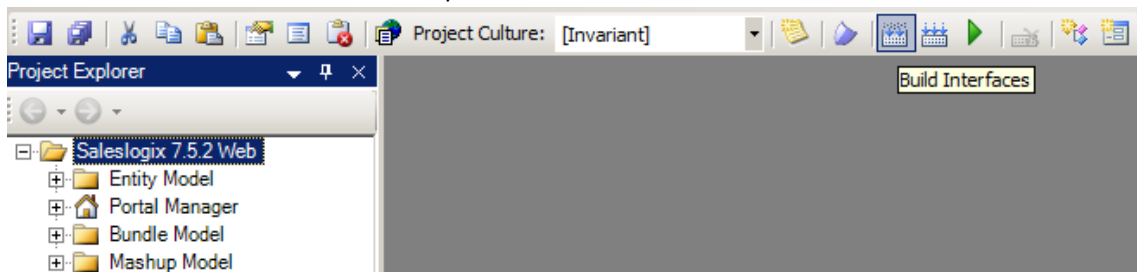 Project Culture: [Invariant]
Project Explorer
Build Interfaces
Saleslogix 7.5.2 Web
Entity Model
Portal Manager
Bundle Model
Mashup Model